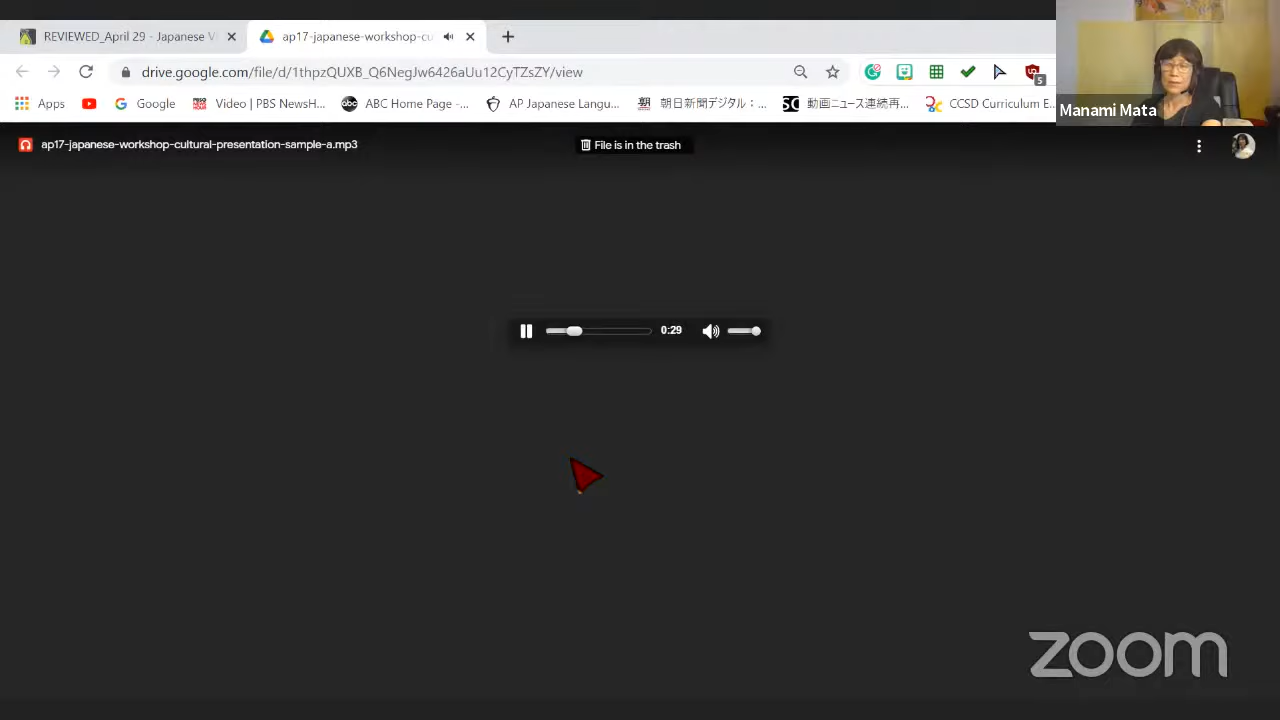 REVIEWED_April 29 - Japanese V
ap17-japanese-workshop-cu
drive.google.com/file/d/
Apps
Google
Video | PBS NewsH...
ABC Home Page -...
AP Japanese Langu...
朝日新聞デジタル：...
動画ニュース連続再...
CCSD Curriculum E...
5
Manami Mata
ap17-japanese-workshop-cultural-presentation-sample-a.mp3
File is in the trash
0:29
zoom